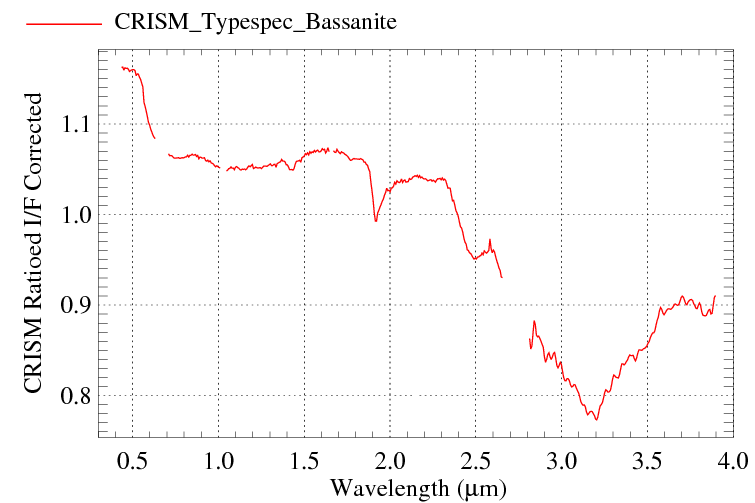 CRISM_Typespec_Bassanite
CRISM Ratioed I/F Corrected
1.1
1.0
0.9
0.8
0.5 1.0 1.5 2.0 2.5 3.0 3.5 4.0
Wavelength (μm)